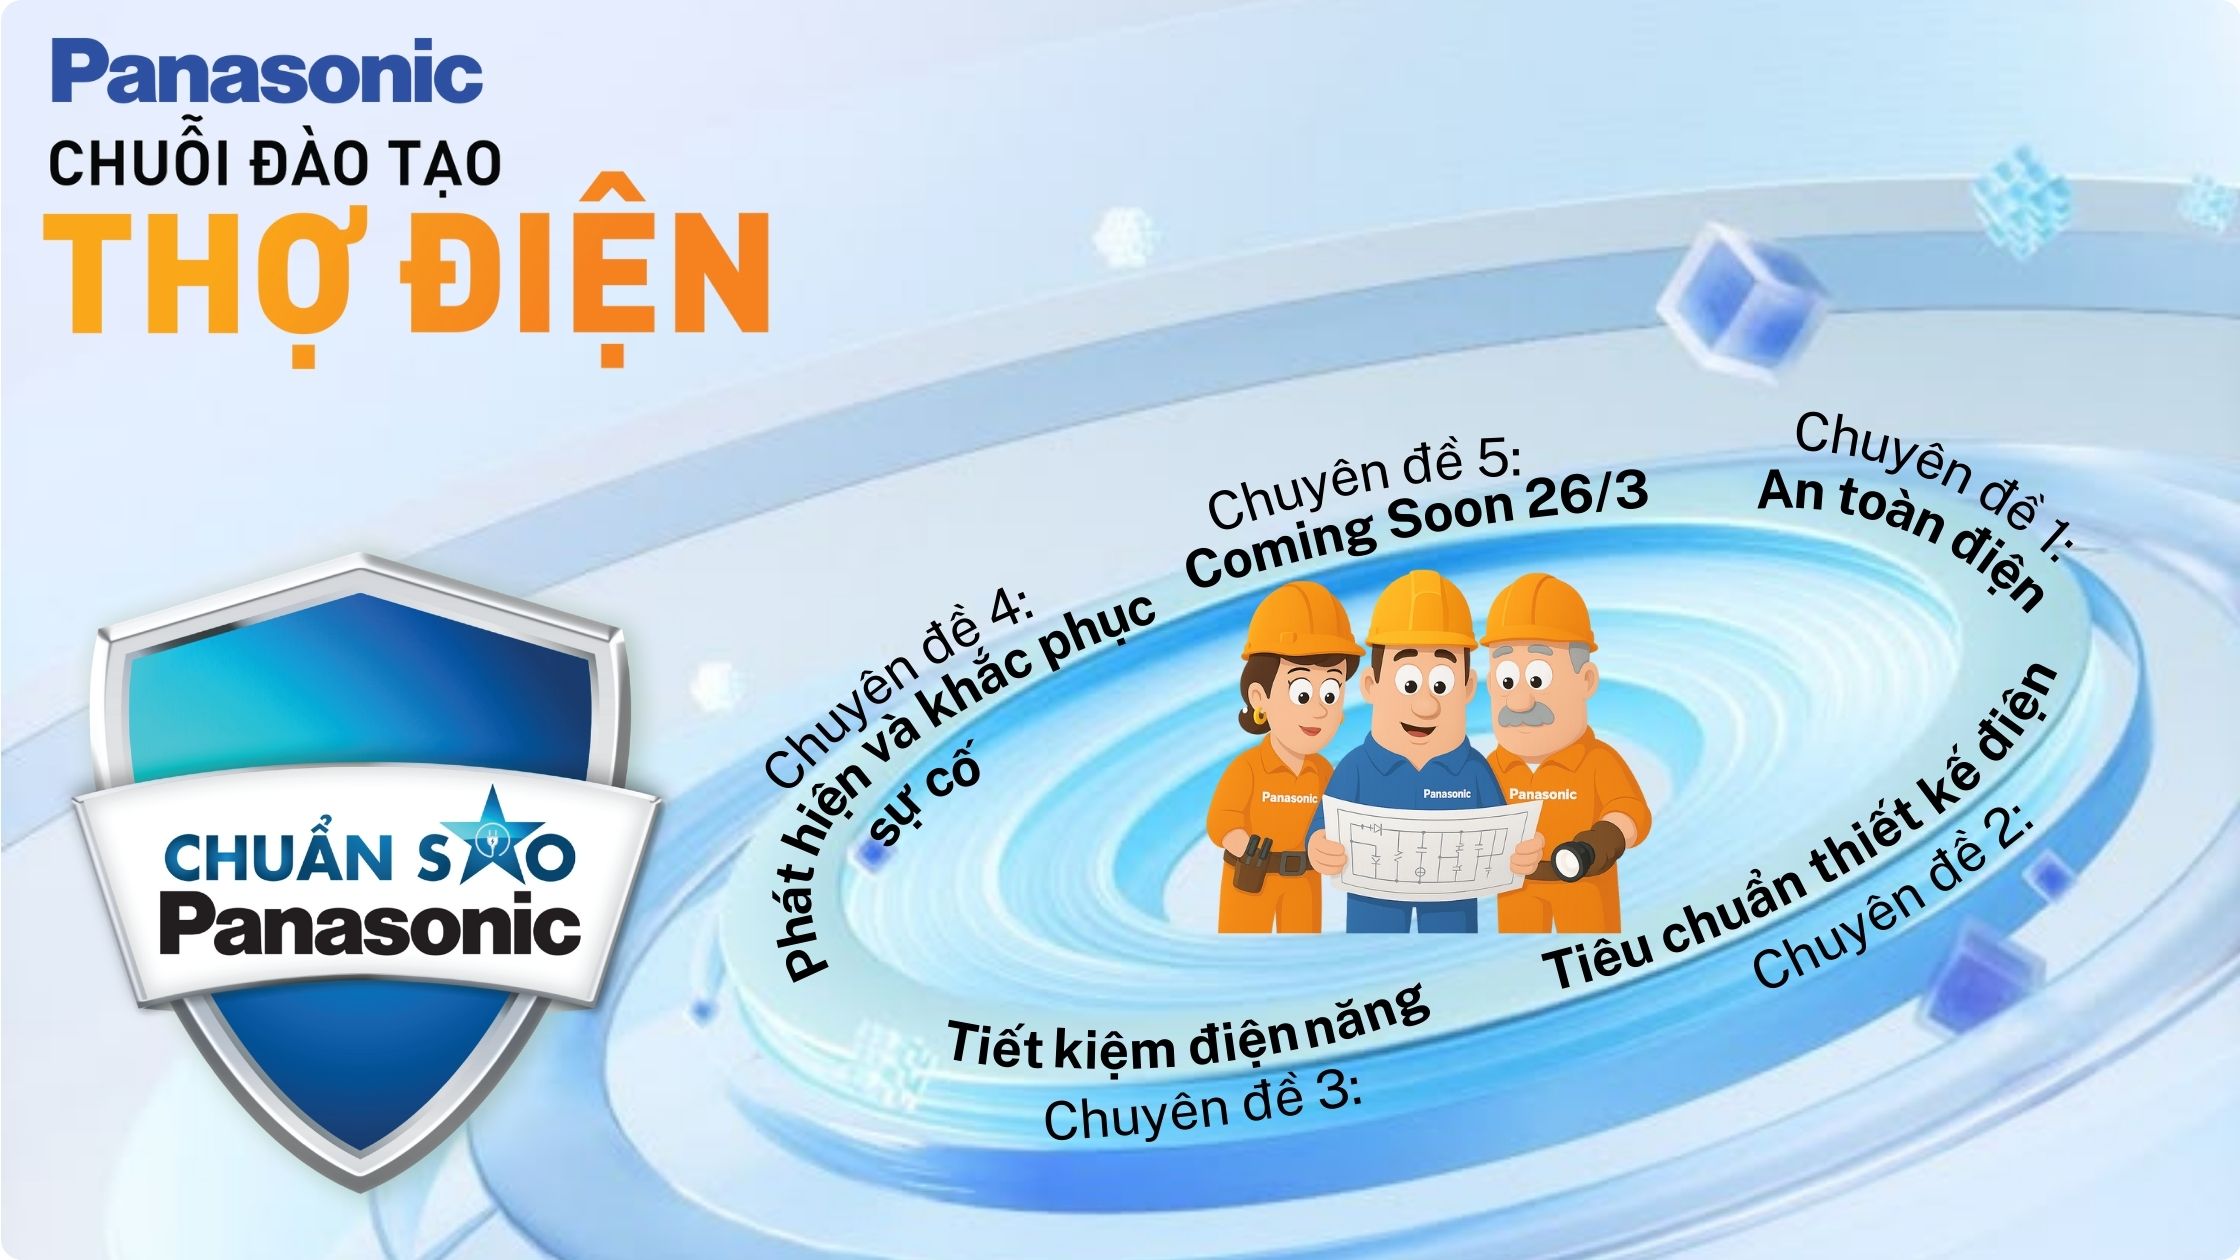 Panasonic
CHUỖI ĐÀO TẠO
THỢ ĐIỆN
Chuyên đề 1:
An toàn điện
Chuyên đề 5:
Coming Soon 26/3
Chuyên đề 4:
Phát hiện và khắc phục
sự cố
Panasonic
Panasonic
Panasonic
Tiêu chuẩn thiết kế điện
Chuyên đề 2:
Tiết kiệm điện năng
Chuyên đề 3:
CHUẨN SAO
Panasonic